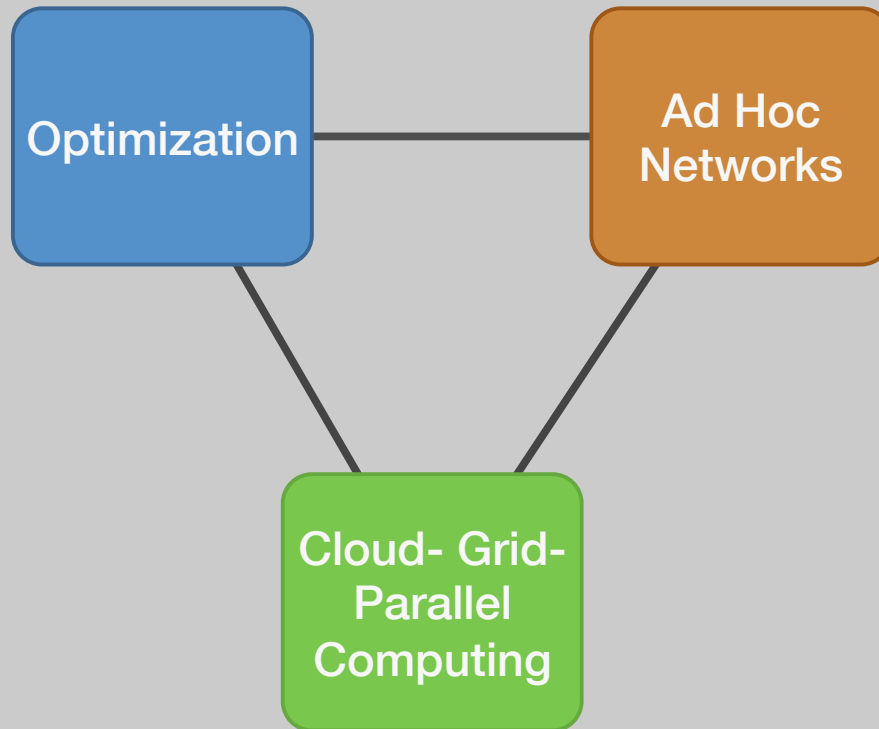 Optimization
Ad Hoc
Networks
Cloud- Grid-
Parallel
Computing